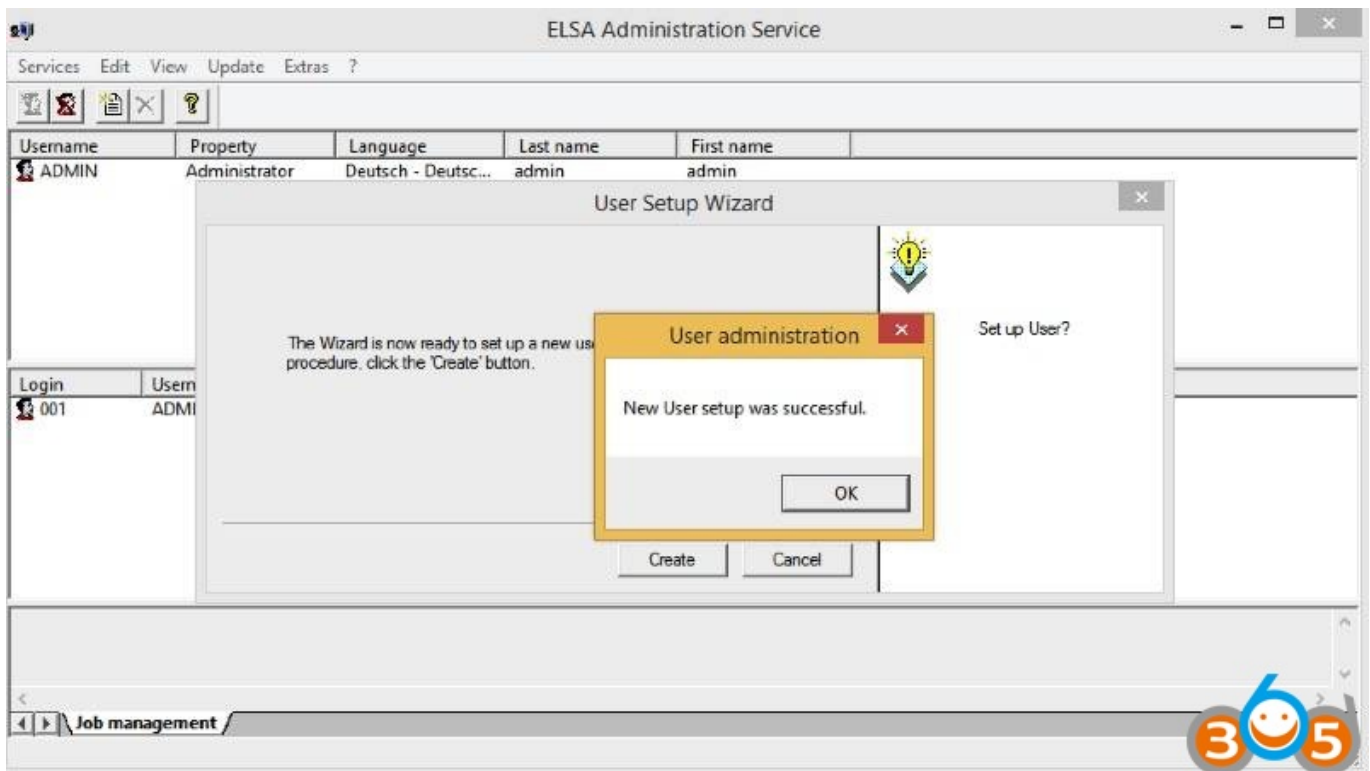 ELSA Administration Service
Services Edit View Update Extras ?
Username Property Language Last name First name
ADMIN Administrator Deutsch - Deutsc... admin admin
User Setup Wizard
The Wizard is now ready to set up a new
procedure, click the 'Create' button.
Set up User?
User administration
New User setup was successful.
OK
Login
001 ADMI
Create Cancel
Job management
365